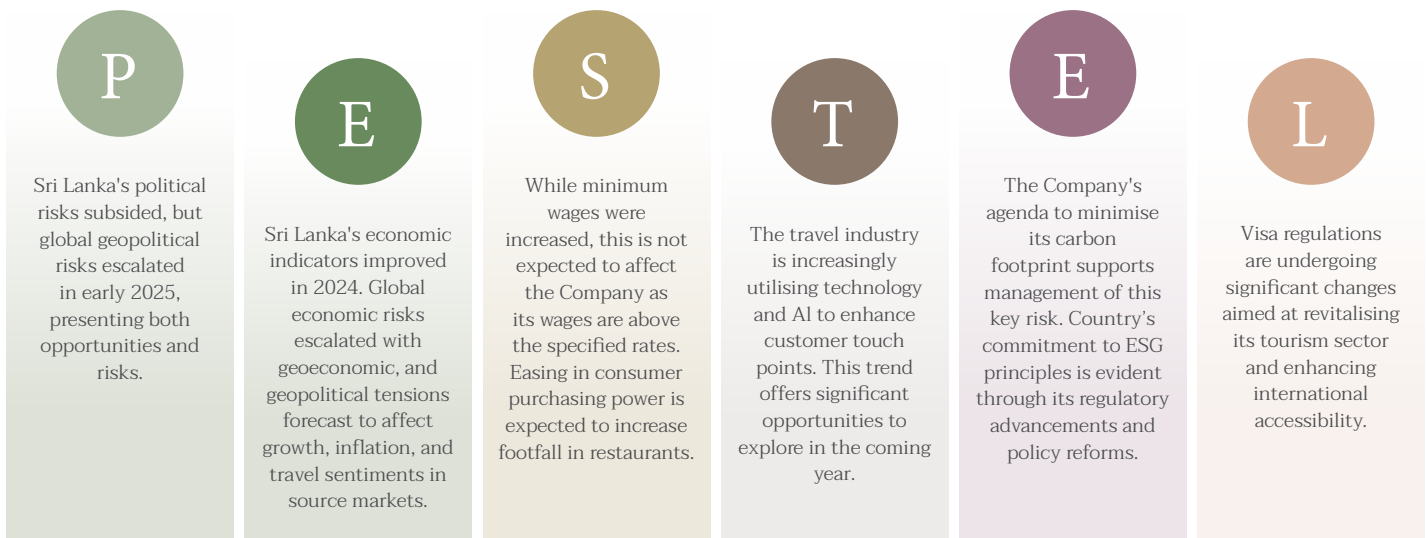 P
Sri Lanka's political
risks subsided, but
global geopolitical
risks escalated
in early 2025,
presenting both
opportunities and
risks.
E
Sri Lanka's economic
indicators improved
in 2024. Global
economic risks
escalated with
geoeconomic, and
geopolitical tensions
forecast to affect
growth, inflation, and
travel sentiments in
source markets.
S
While minimum
wages were
increased, this is not
expected to affect
the Company as
its wages are above
the specified rates.
Easing in consumer
purchasing power is
expected to increase
footfall in restaurants.
T
The travel industry
is increasingly
utilising technology
and Al to enhance
customer touch
points. This trend
offers significant
opportunities to
explore in the coming
year.
E
The Company's
agenda to minimise
its carbon
footprint supports
management of this
key risk. Country’s
commitment to ESG
principles is evident
through its regulatory
advancements and
policy reforms.
L
Visa regulations
are undergoing
significant changes
aimed at revitalising
its tourism sector
and enhancing
international
accessibility.